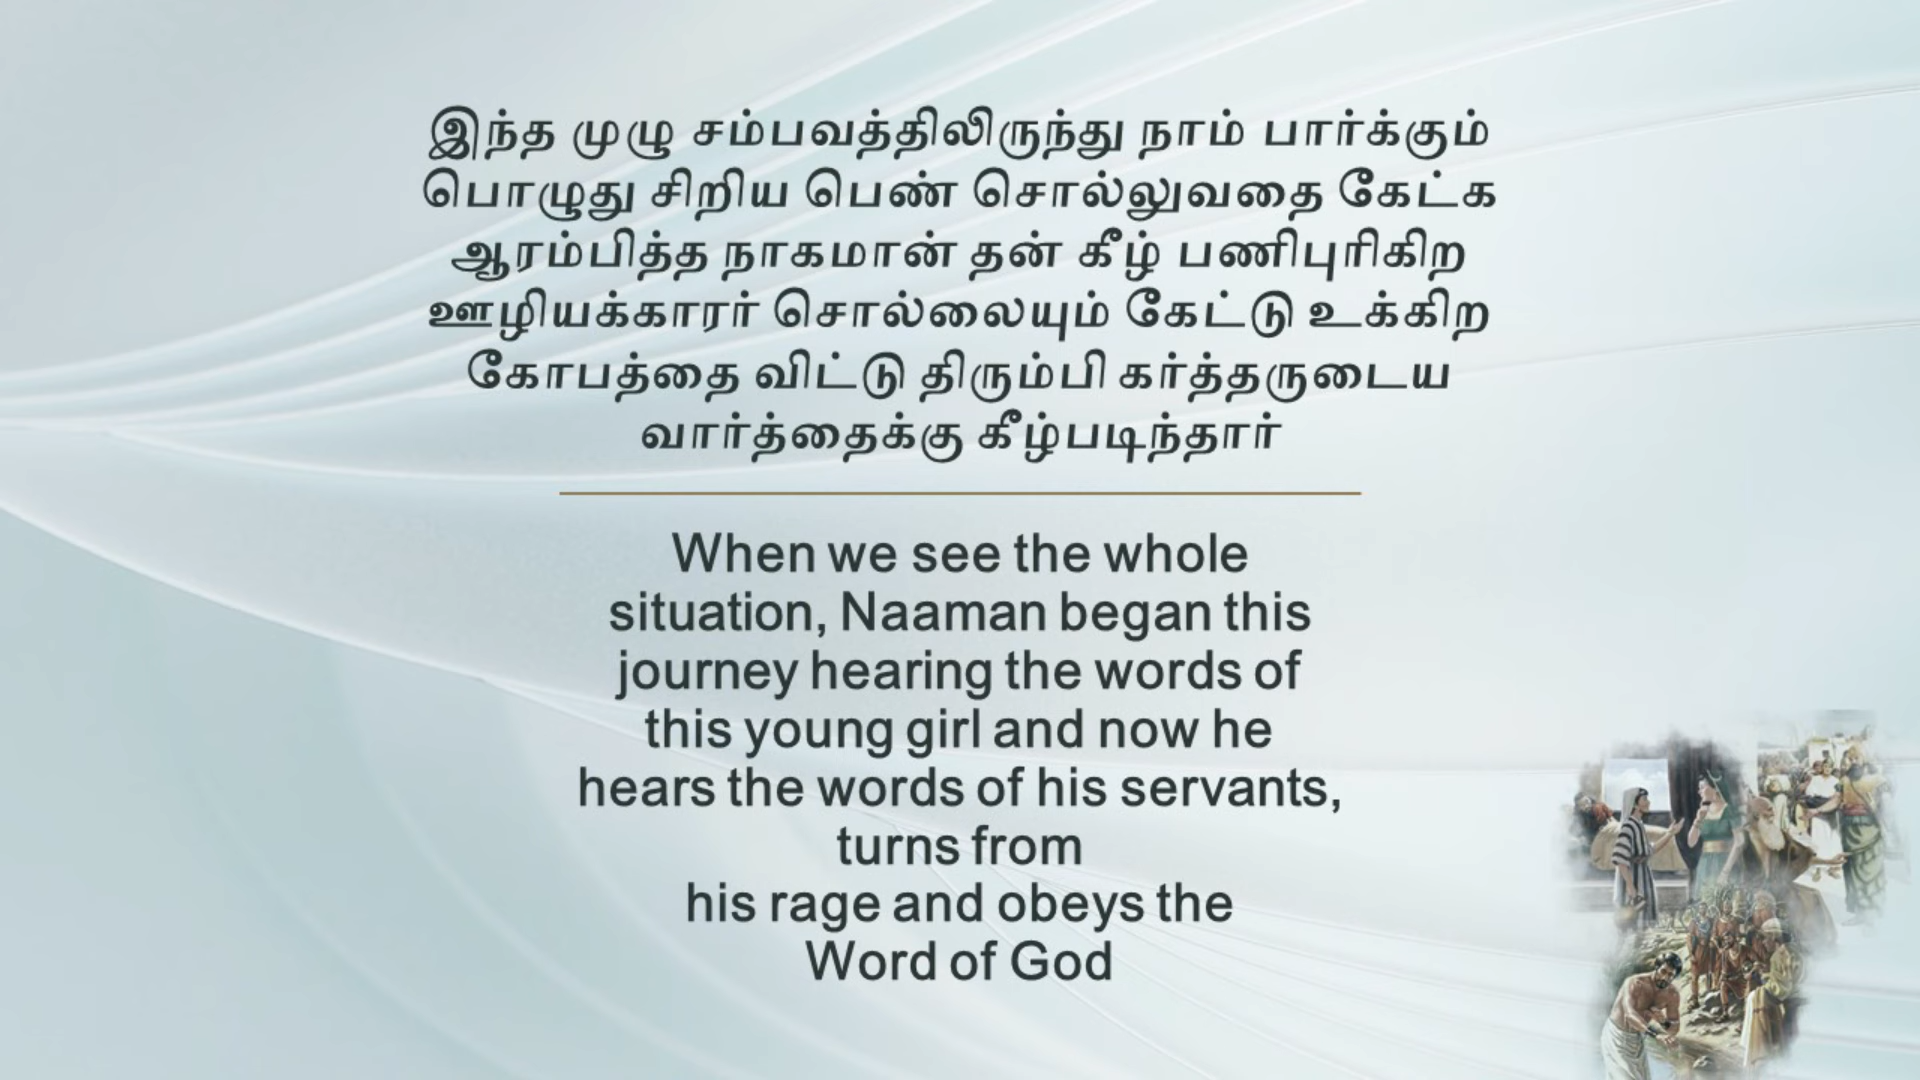 இந்த முழு சம்பவத்திலிருந்து நாம் பார்க்கும்
பொழுது சிறிய பெண் சொல்லுவதை கேட்க
ஆரம்பித்த நாகமான் தன் கீழ் பணிபுரிகிற
ஊழியக்காரர் சொல்லையும் கேட்டு உக்கிற
கோபத்தை விட்டு திரும்பி கர்த்தருடைய
வார்த்தைக்கு கீழ்படிந்தார்
When we see the whole
situation, Naaman began this
journey hearing the words of
this young girl and now he
hears the words of his servants,
turns from
his rage and obeys the
Word of God